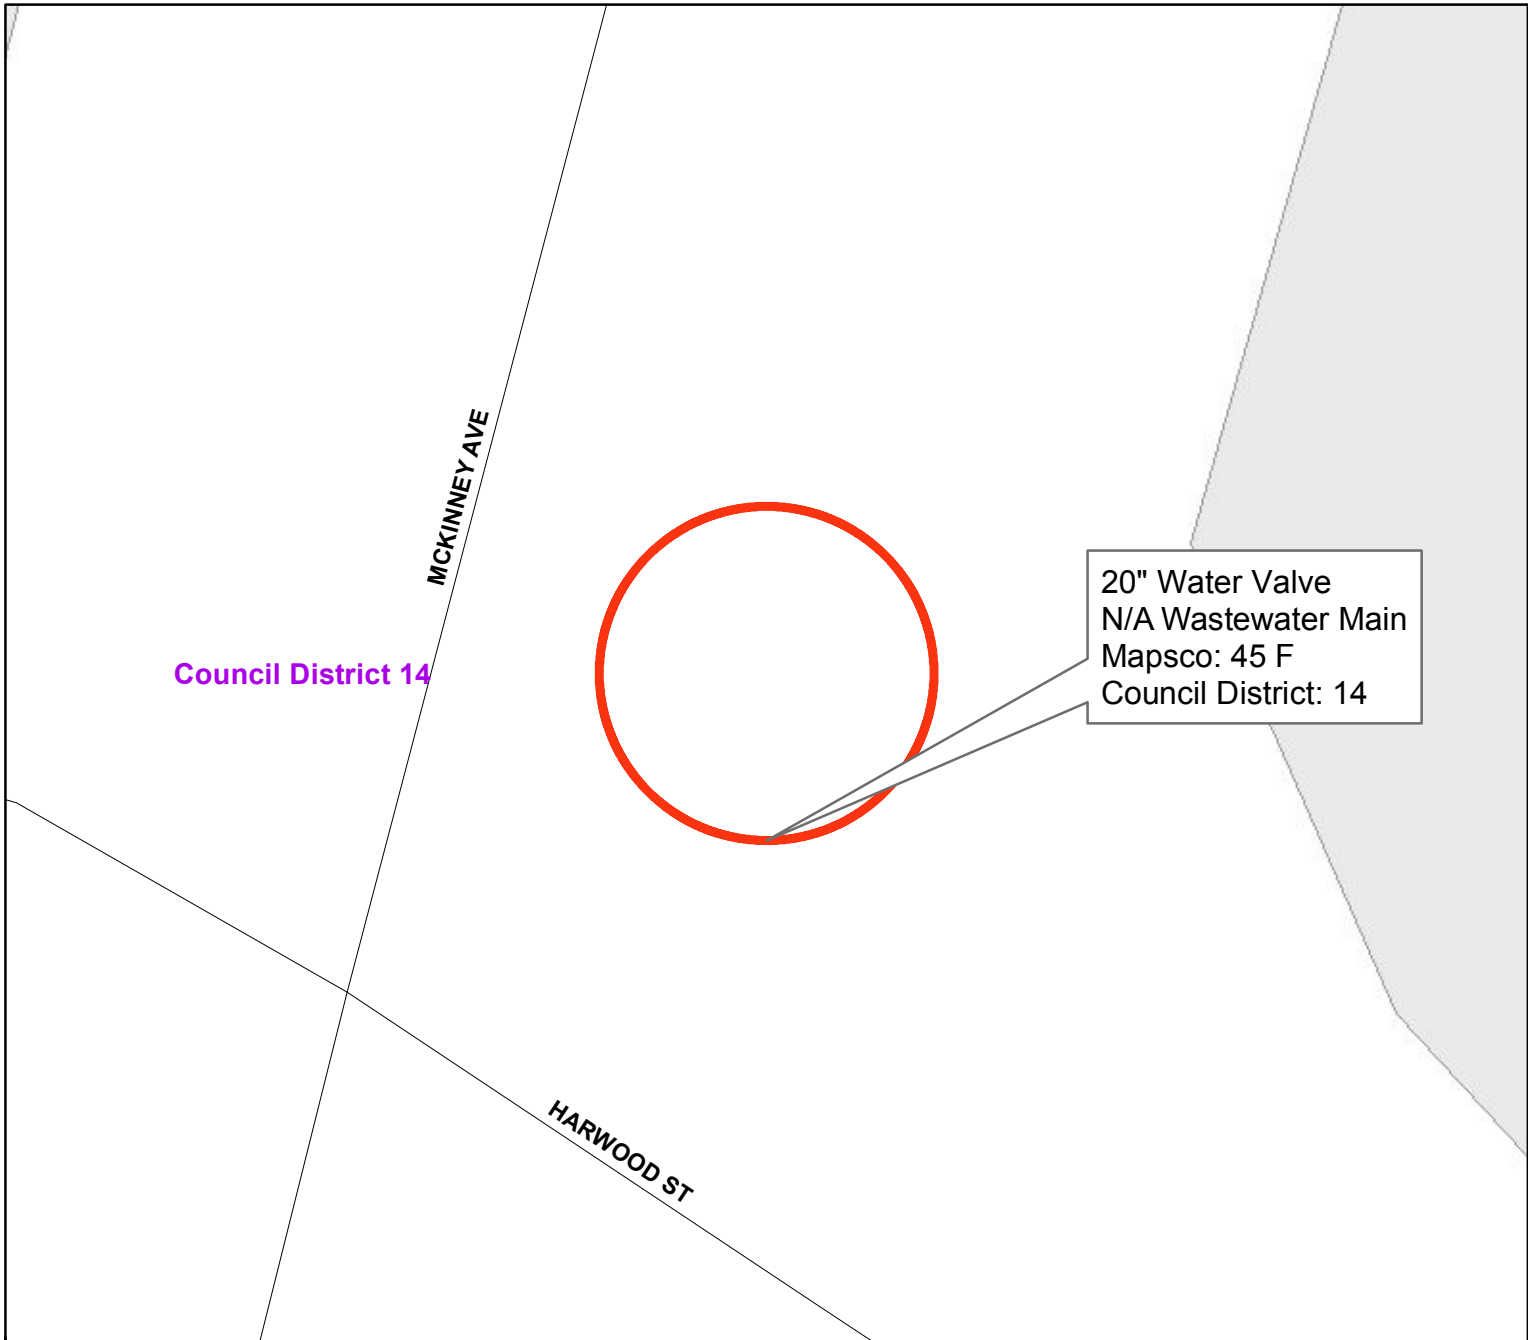 MCKINNEY AVE
20" Water Valve
N/A Wastewater Main
Mapsco: 45 F
Council District: 14
Council District 14
HARWOOD ST